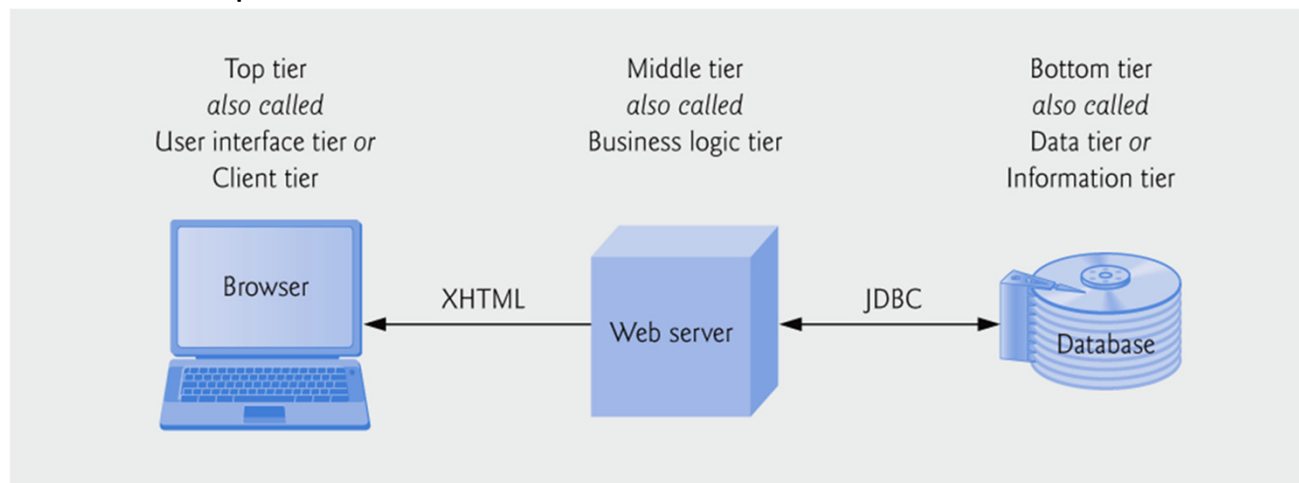 Top tier
also called
User interface tier or
Client tier
Middle tier
also called
Business logic tier
Bottom tier
also called
Data tier or
Information tier
Browser
XHTML
Web server
JDBC
Database